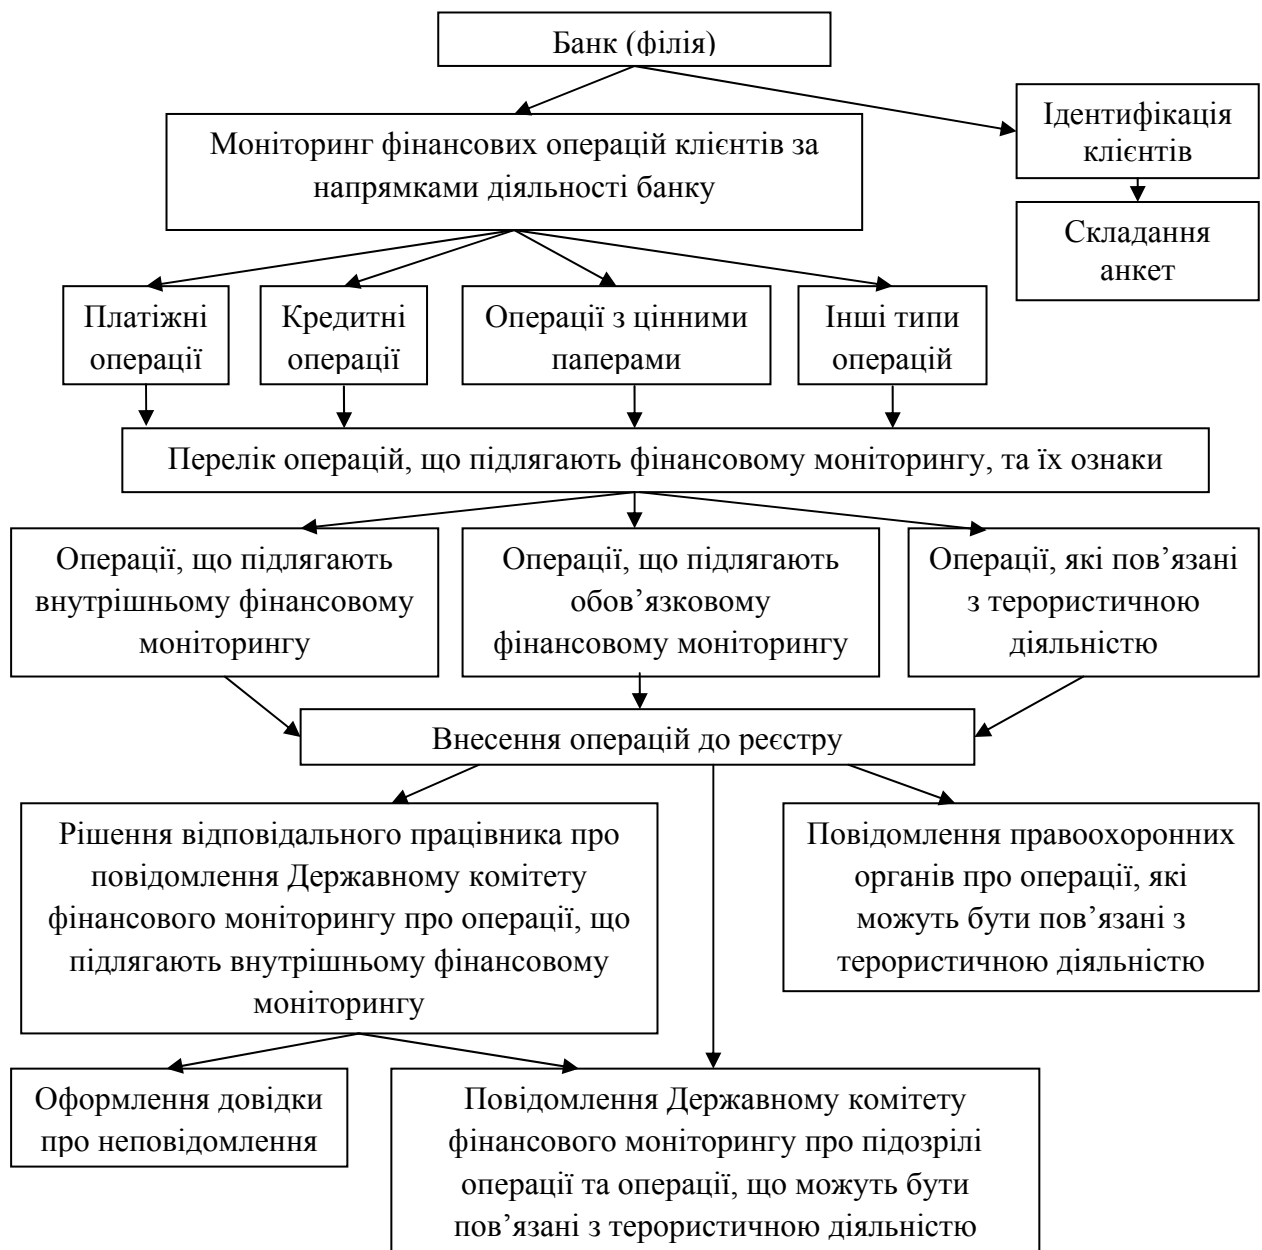 Банк (філія)
Ідентифікація
клієнтів
Моніторинг фінансових операцій клієнтів за
напрямками діяльності банку
Складання
анкет
Платіжні
операції
Кредитні
операції
Операції з цінними
паперами
Інші типи
операцій
Перелік операцій, що підлягають фінансовому моніторингу, та їх ознаки
Операції, що підлягають
внутрішньому фінансовому
моніторингу
Операції, що підлягають
обов’язковому
фінансовому моніторингу
Операції, які пов’язані
з терористичною
діяльністю
Внесення операцій до реєстру
Рішення відповідального працівника про
повідомлення Державному комітету
фінансового моніторингу про операції, що
підлягають внутрішньому фінансовому
моніторингу
Повідомлення правоохоронних
органів про операції, які
можуть бути пов’язані з
терористичною діяльністю
Оформлення довідки
про неповідомлення
Повідомлення Державному комітету
фінансового моніторингу про підозрілі
операції та операції, що можуть бути
пов’язані з терористичною діяльністю